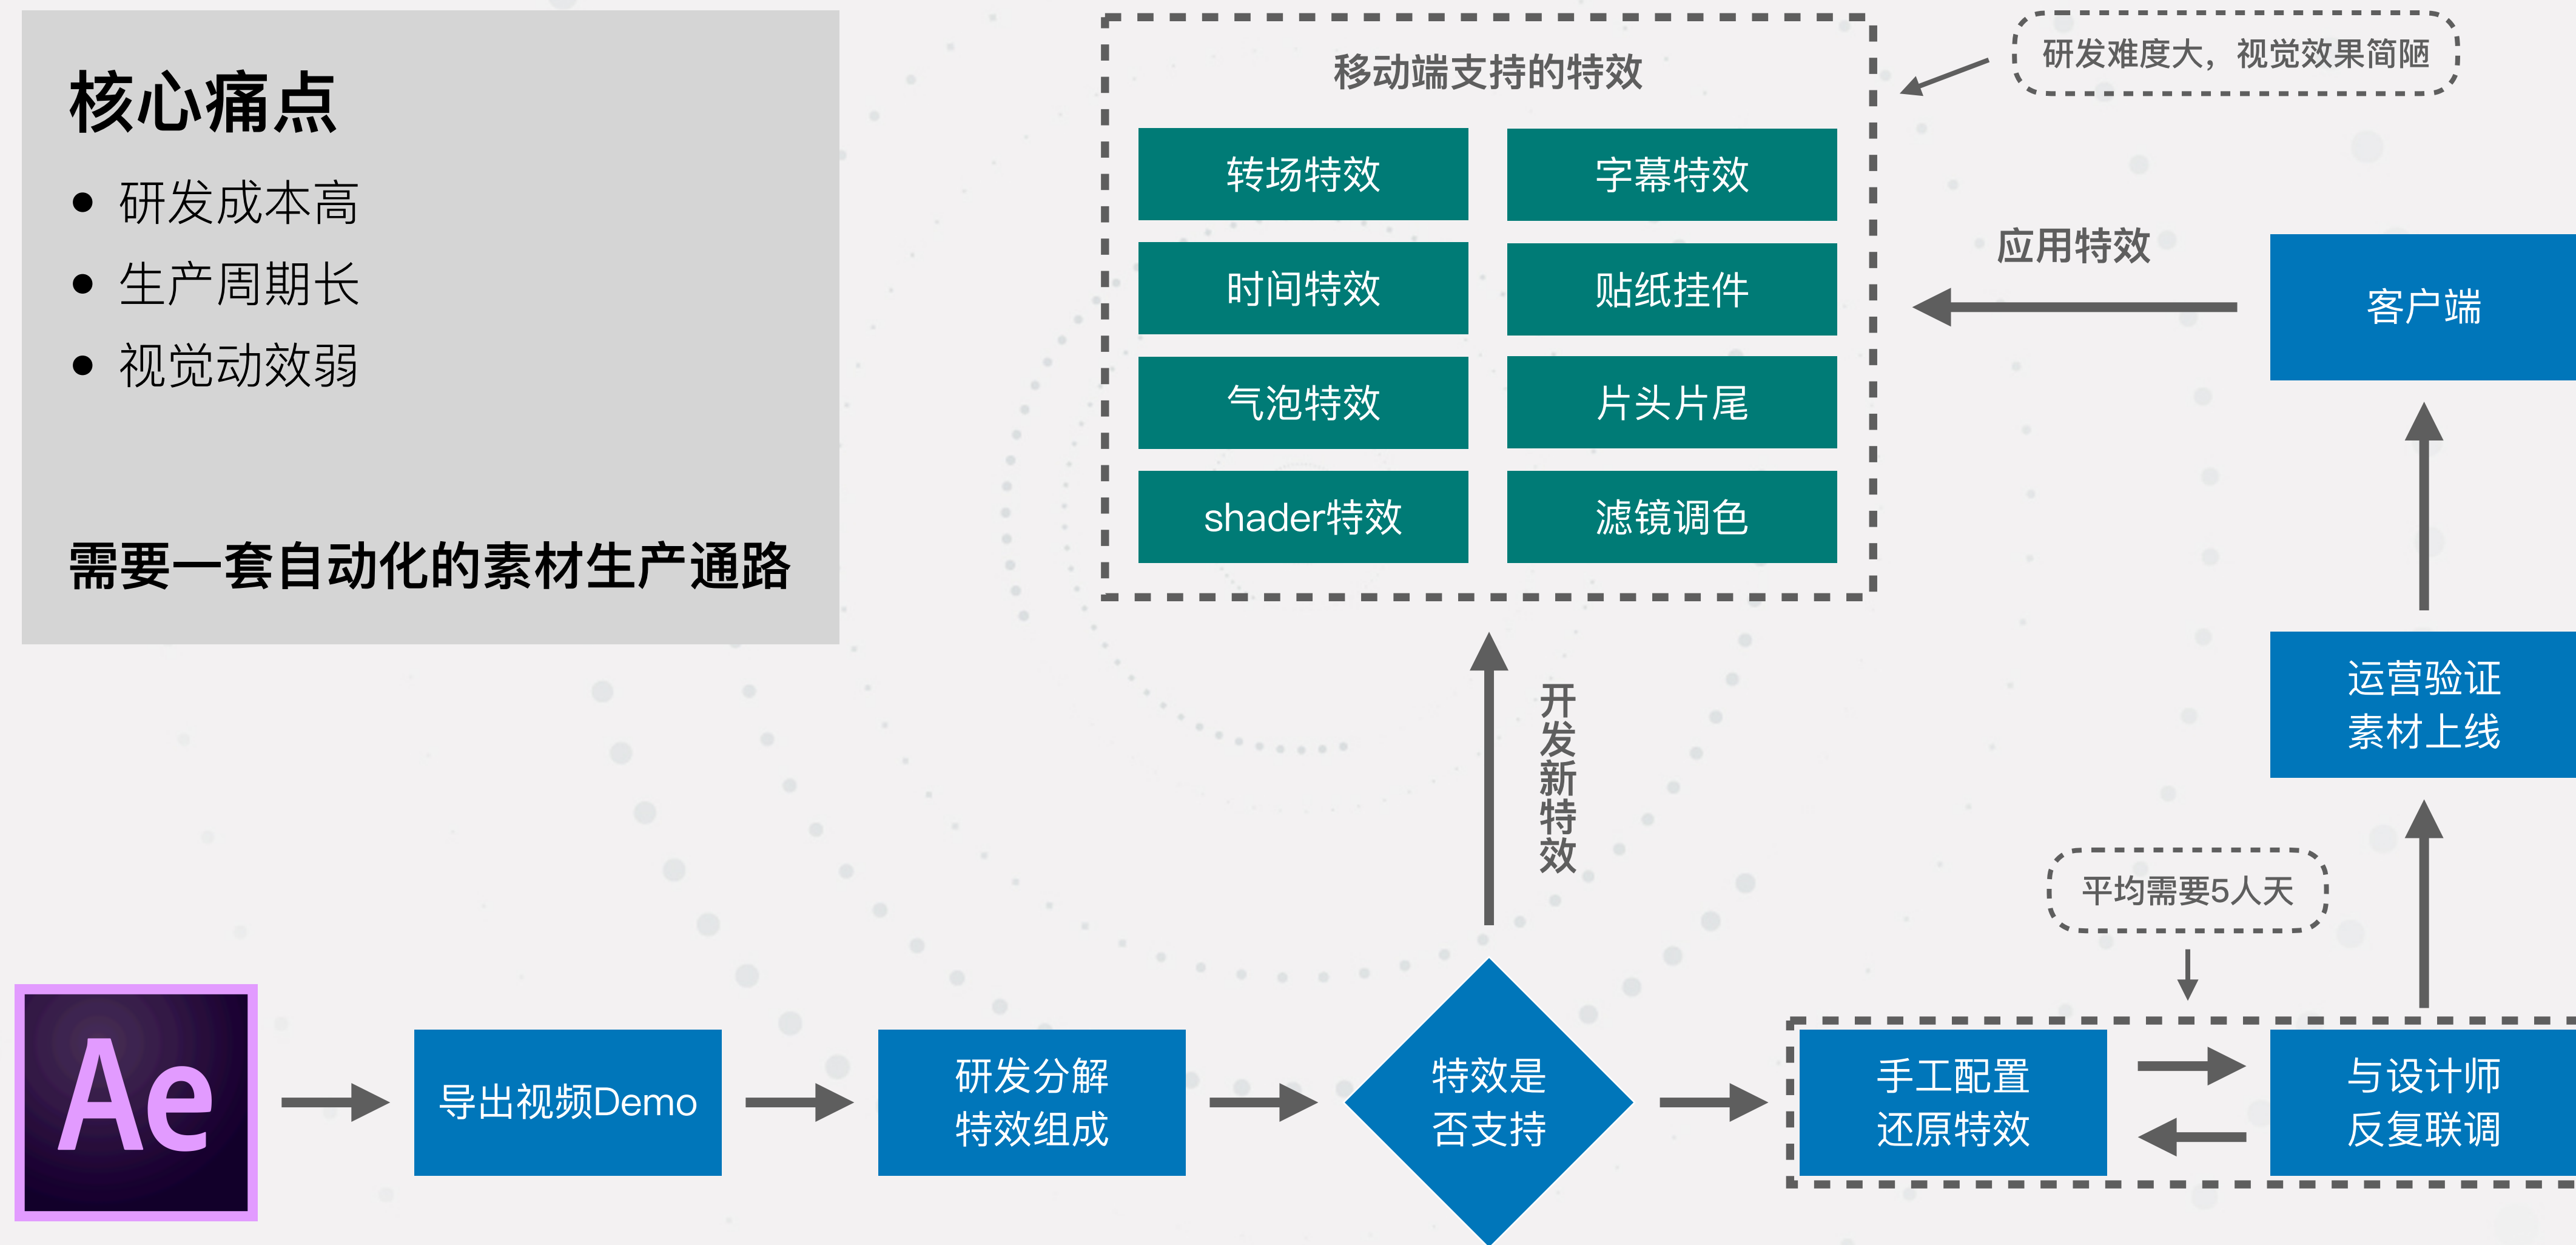 核心痛点
研发成本高
生产周期长
视觉动效弱
需要一套自动化的素材生产通路
移动端支持的特效
转场特效
字幕特效
时间特效
贴纸挂件
气泡特效
片头片尾
shader特效
滤镜调色
研发难度大，视觉效果简陋
应用特效
客户端
运营验证
素材上线
开发新特效
平均需要5人天
Ae
导出视频Demo
研发分解
特效组成
特效是
否支持
手工配置
还原特效
与设计师
反复联调